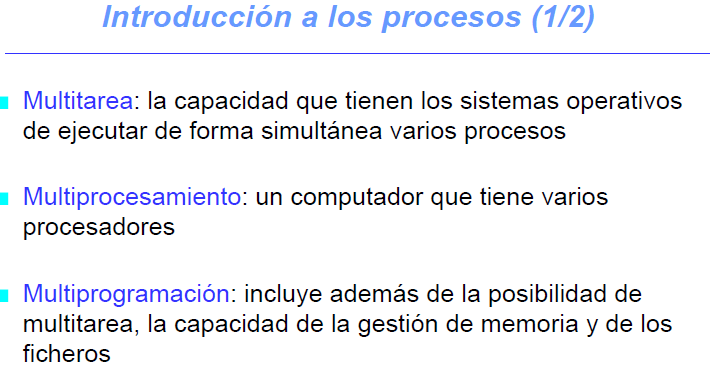 Introducción a los procesos (1/2)
Multitarea: la capacidad que tienen los sistemas operativos
de ejecutar de forma simultánea varios procesos
Multiprocesamiento: un computador que tiene varios
procesadores
Multiprogramación: incluye además de la posibilidad de
multitarea, la capacidad de la gestión de memoria y de los
ficheros